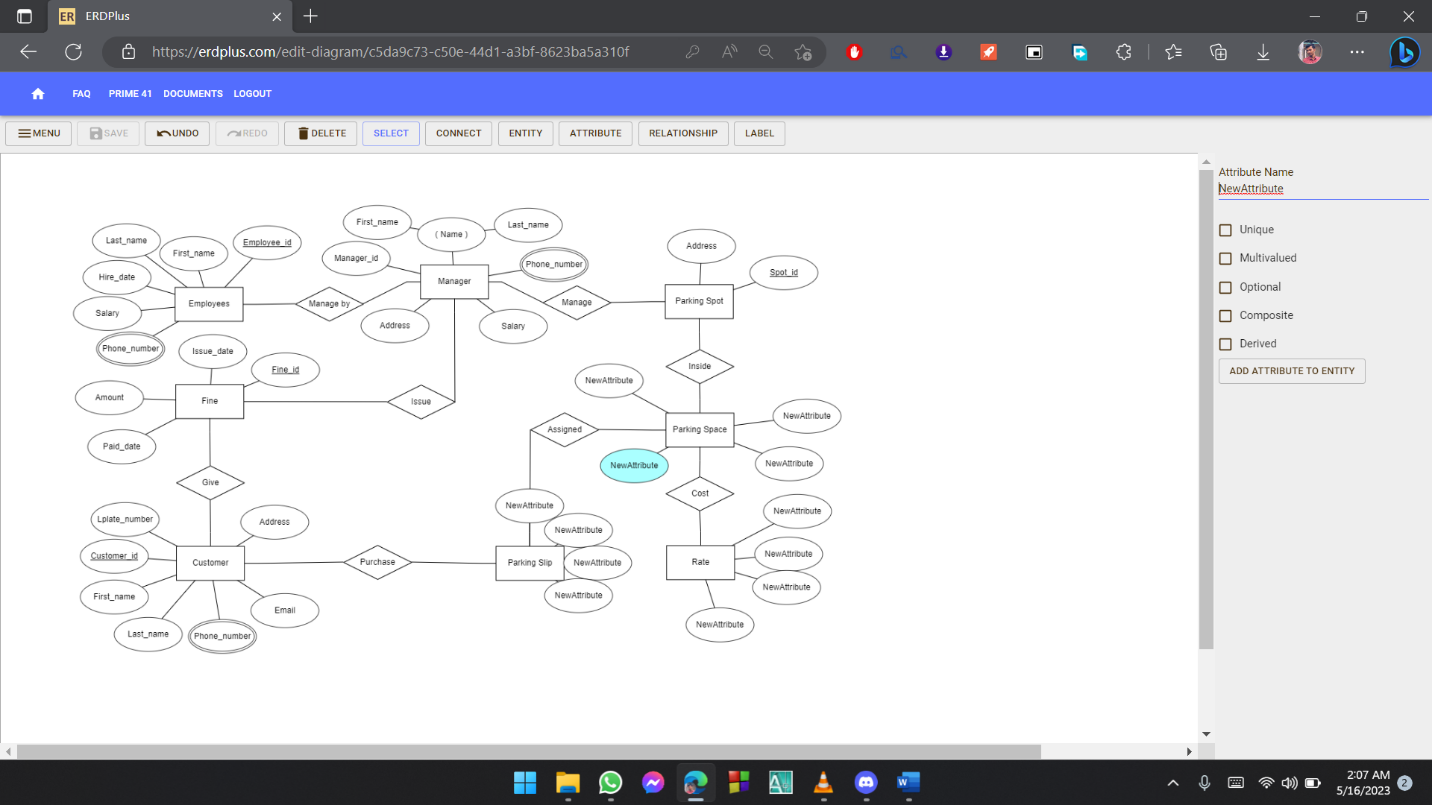 ERDPlus
https://erdplus.com/edit-diagram/c5da9c73-c50e-44d1-a3bf-8623ba5a310f
FAQ PRIME 41 DOCUMENTS LOGOUT
MENU SAVE UNDO REDO DELETE SELECT CONNECT ENTITY ATTRIBUTE RELATIONSHIP LABEL
Attribute Name
NewAttribute
Unique
Multivalued
Optional
Composite
Derived
ADD ATTRIBUTE TO ENTITY
Last_name
First_name
Employee_id
Hire_date
Salary
Phone_number
Employees
Manage by
First_name
( Name )
Last_name
Manager_id
Phone_number
Manager
Address
Salary
Manage
Address
Spot_id
Parking Spot
Inside
Issue_date
Fine_id
Amount
Fine
Paid_date
Issue
Give
NewAttribute
NewAttribute
Assigned
Parking Space
NewAttribute
NewAttribute
Cost
Lplate_number
Address
Customer_id
Customer
First_name
Last_name
Phone_number
Email
Purchase
NewAttribute
NewAttribute
Parking Slip
NewAttribute
NewAttribute
NewAttribute
Rate
NewAttribute
NewAttribute
NewAttribute
2:07 AM
5/16/2023
2